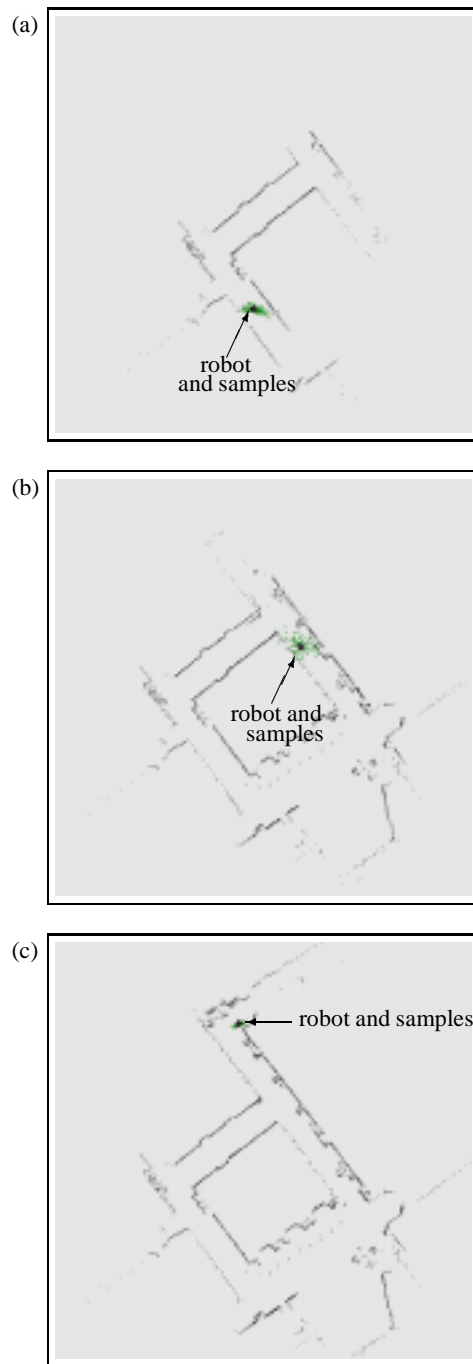 (a)
robot
and samples
(b)
robot and
samples
(c)
robot and samples